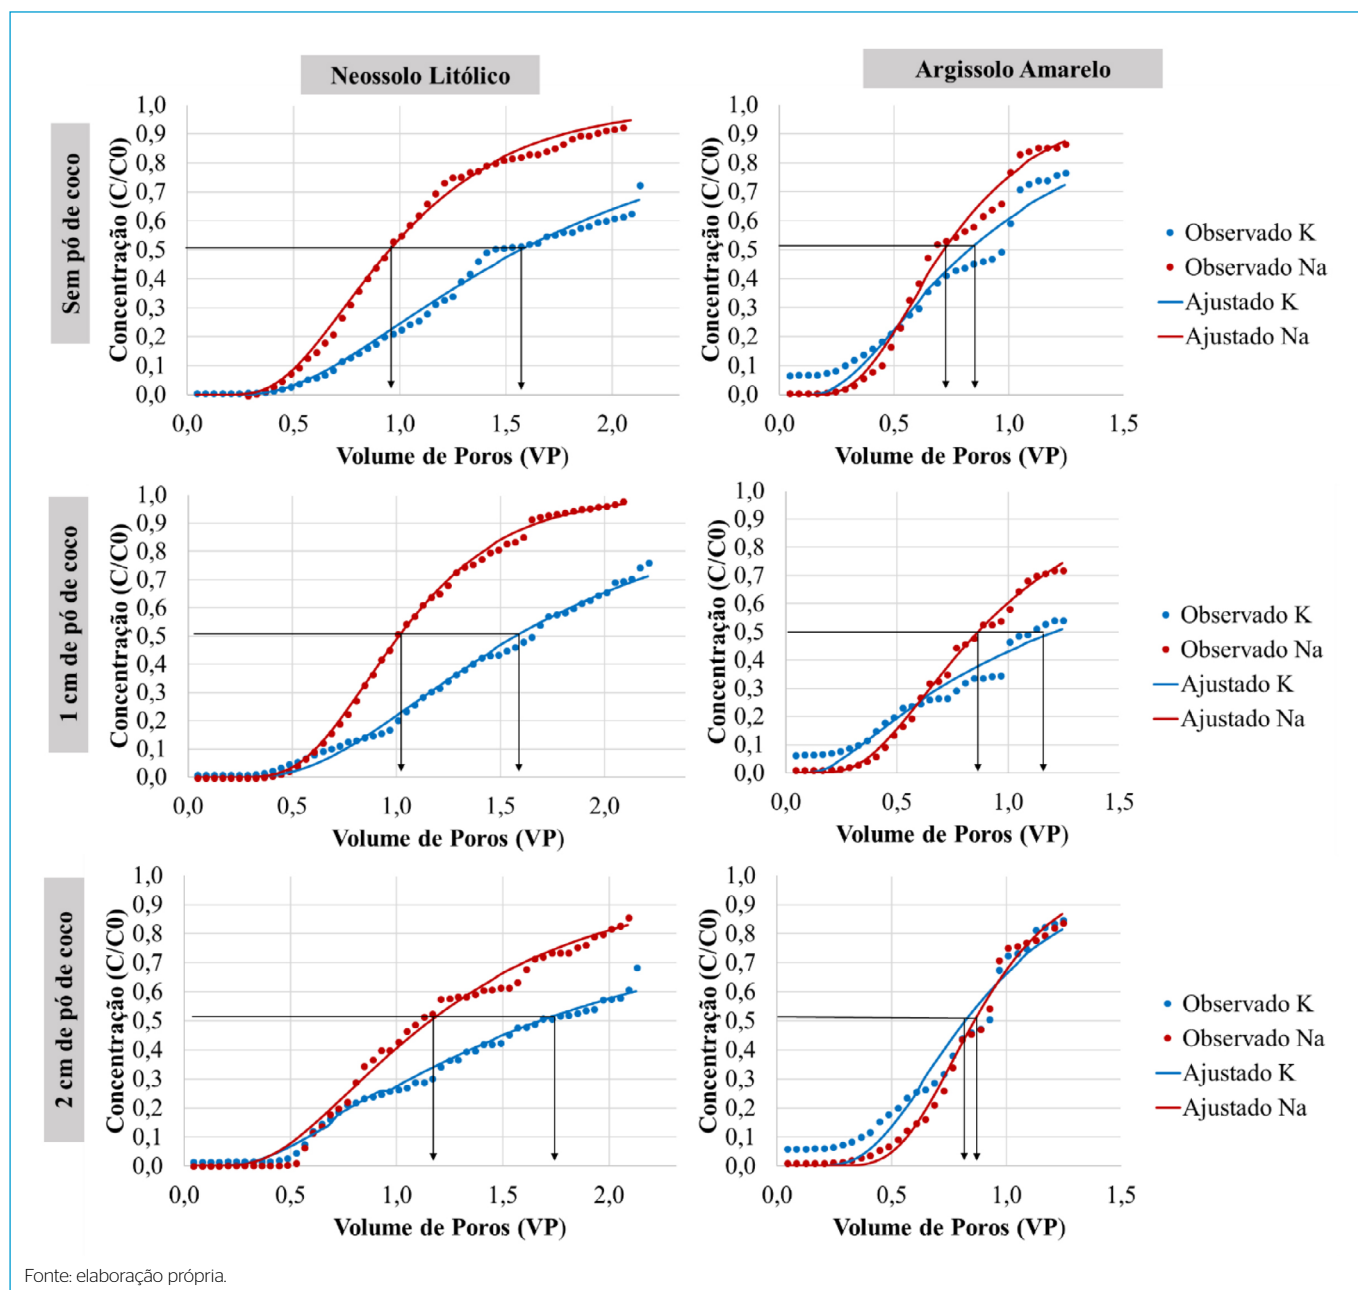 Neossolo Litólico
Argissolo Amarelo
Sem pó de coco
Concentração (C/C0)
1,0
0,9
0,8
0,7
0,6
0,5
0,4
0,3
0,2
0,1
0,0
0,0 0,5 1,0 1,5 2,0
Volume de Poros (VP)
Concentração (C/C0)
1,0
0,9
0,8
0,7
0,6
0,5
0,4
0,3
0,2
0,1
0,0
0,0 0,5 1,0 1,5
Volume de Poros (VP)
Observado K
Observado Na
Ajustado K
Ajustado Na
1 cm de pó de coco
Concentração (C/C0)
1,0
0,9
0,8
0,7
0,6
0,5
0,4
0,3
0,2
0,1
0,0
0,0 0,5 1,0 1,5 2,0
Volume de Poros (VP)
Concentração (C/C0)
1,0
0,9
0,8
0,7
0,6
0,5
0,4
0,3
0,2
0,1
0,0
0,0 0,5 1,0 1,5
Volume de Poros (VP)
Observado K
Observado Na
Ajustado K
Ajustado Na
2 cm de pó de coco
Concentração (C/C0)
1,0
0,9
0,8
0,7
0,6
0,5
0,4
0,3
0,2
0,1
0,0
0,0 0,5 1,0 1,5 2,0
Volume de Poros (VP)
Concentração (C/C0)
1,0
0,9
0,8
0,7
0,6
0,5
0,4
0,3
0,2
0,1
0,0
0,0 0,5 1,0 1,5
Volume de Poros (VP)
Observado K
Observado Na
Ajustado K
Ajustado Na
Fonte: elaboração própria.